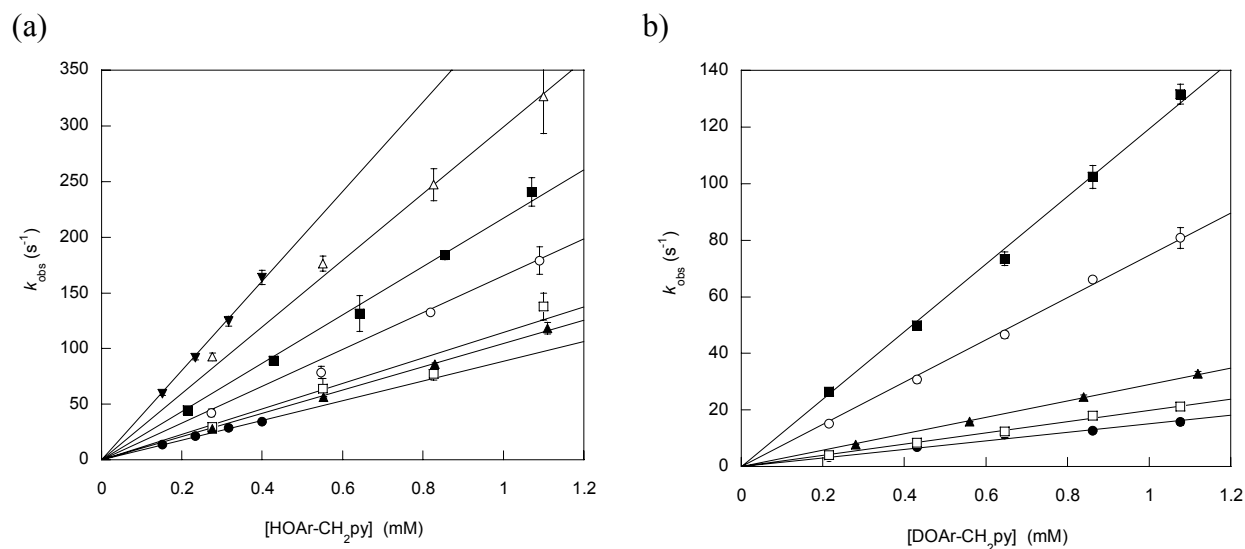 (a)
350
300
250
200
150
100
50
0
k_obs (s⁻¹)
0 0.2 0.4 0.6 0.8 1 1.2
[HOAr-CH₂py] (mM)
b)
140
120
100
80
60
40
20
0
k_obs (s⁻¹)
0 0.2 0.4 0.6 0.8 1 1.2
[DOAr-CH₂py] (mM)